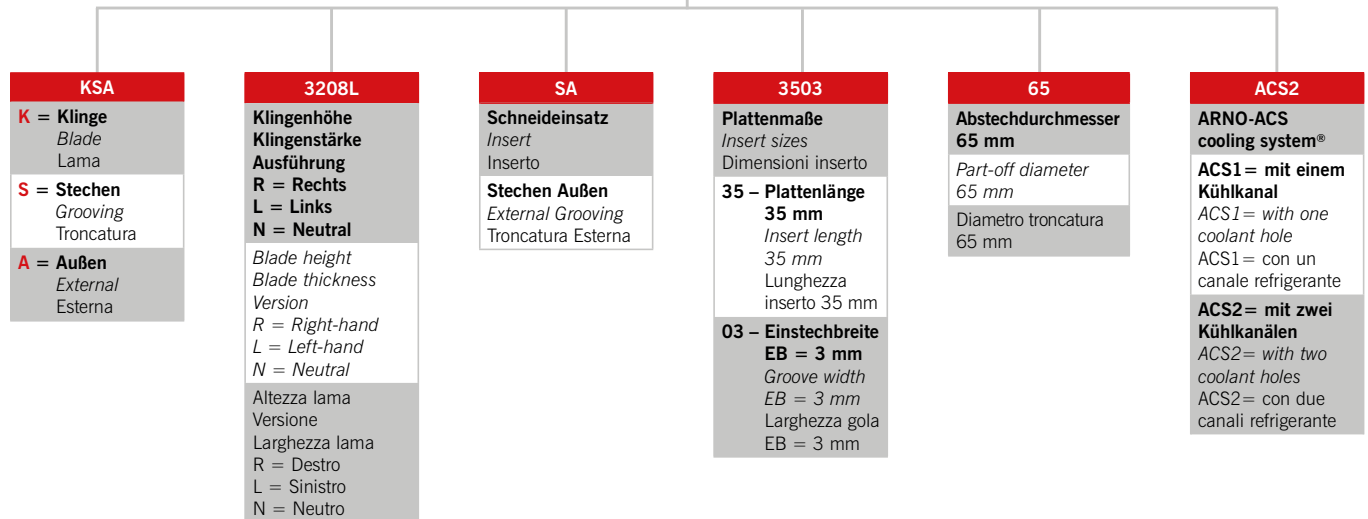 KSA
K = Klinge
Blade
Lama
S = Stechen
Grooving
Troncatura
A = Außen
External
Esterna
3208L
Klingenhöhe
Klingenstärke
Ausführung
R = Rechts
L = Links
N = Neutral
Blade height
Blade thickness
Version
R = Right-hand
L = Left-hand
N = Neutral
Altezza lama
Versione
Larghezza lama
R = Destro
L = Sinistro
N = Neutro
SA
Schneideinsatz
Insert
Inserto
Stechen Außen
External Grooving
Troncatura Esterna
3503
Plattenmaße
Insert sizes
Dimensioni inserto
35 – Plattenlänge
35 mm
Insert length
35 mm
Lunghezza
inserto 35 mm
03 – Einstechbreite
EB = 3 mm
Groove width
EB = 3 mm
Larghezza gola
EB = 3 mm
65
Abstechdurchmesser
65 mm
Part-off diameter
65 mm
Diametro troncatura
65 mm
ACS2
ARNO-ACS
cooling system®
ACS1= mit einem
Kühlkanal
ACS1= with one
coolant hole
ACS1= con un
canale refrigerante
ACS2= mit zwei
Kühlkanälen
ACS2= with two
coolant holes
ACS2= con due
canali refrigerante